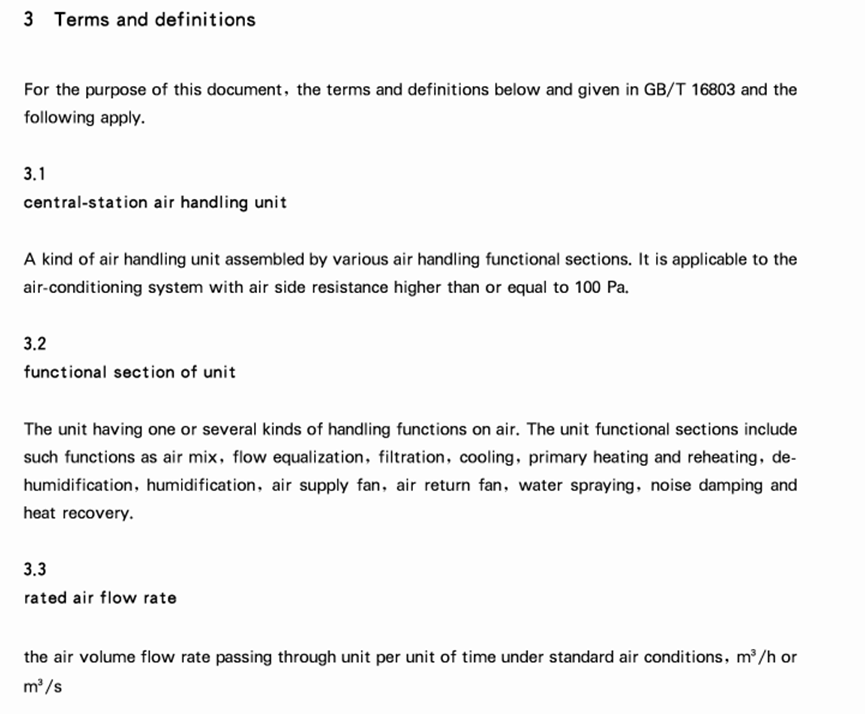 3 Terms and definitions
For the purpose of this document, the terms and definitions below and given in GB/T 16803 and the
following apply.
3.1
central-station air handling unit
A kind of air handling unit assembled by various air handling functional sections. It is applicable to the
air-conditioning system with air side resistance higher than or equal to 100 Pa.
3.2
functional section of unit
The unit having one or several kinds of handling functions on air. The unit functional sections include
such functions as air mix, flow equalization, filtration, cooling, primary heating and reheating, de-
humidification, humidification, air supply fan, air return fan, water spraying, noise damping and
heat recovery.
3.3
rated air flow rate
the air volume flow rate passing through unit per unit of time under standard air conditions, m³/h or
m³/s